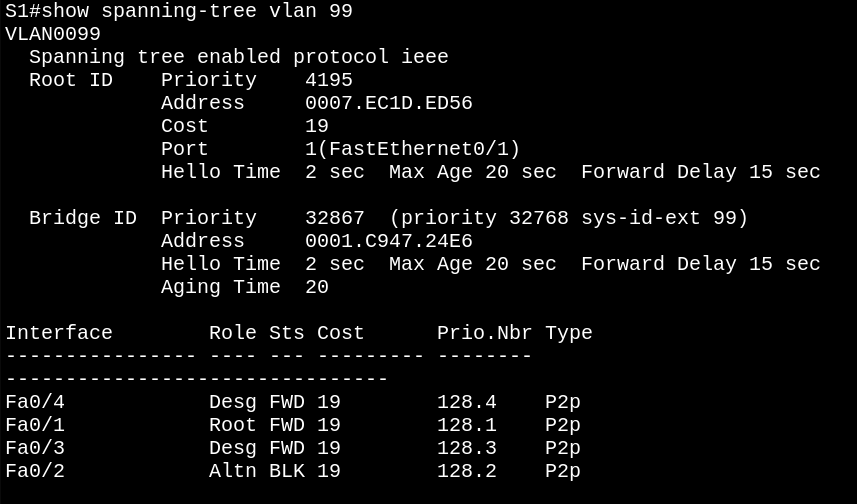 S1#show spanning-tree vlan 99
VLAN0099
  Spanning tree enabled protocol ieee
  Root ID    Priority    4195
             Address     0007.EC1D.ED56
             Cost        19
             Port        1(FastEthernet0/1)
             Hello Time  2 sec  Max Age 20 sec  Forward Delay 15 sec

  Bridge ID  Priority    32867  (priority 32768 sys-id-ext 99)
             Address     0001.C947.24E6
             Hello Time  2 sec  Max Age 20 sec  Forward Delay 15 sec
             Aging Time  20

Interface        Role Sts Cost      Prio.Nbr Type
---------------- ---- --- --------- --------
--------------------------------
Fa0/4            Desg FWD 19        128.4    P2p
Fa0/1            Root FWD 19        128.1    P2p
Fa0/3            Desg FWD 19        128.3    P2p
Fa0/2            Altn BLK 19        128.2    P2p